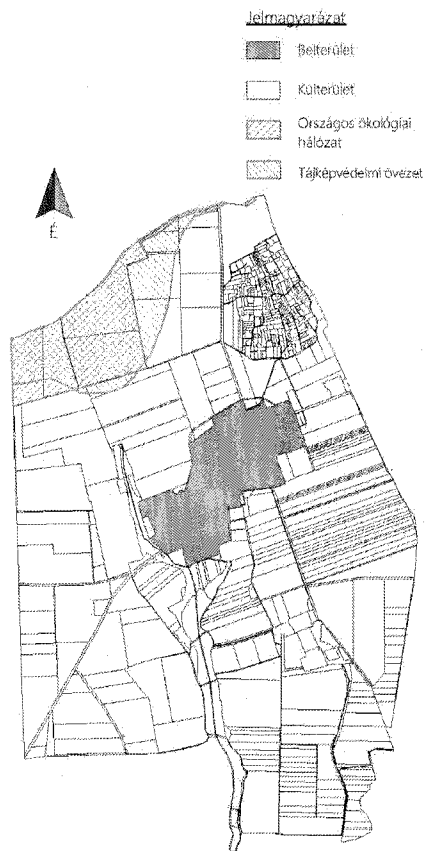 Jelmagyarázat
Belterület
Külterület
Országos ökológiai
hálózat
Tájképvédelmi övezet
É